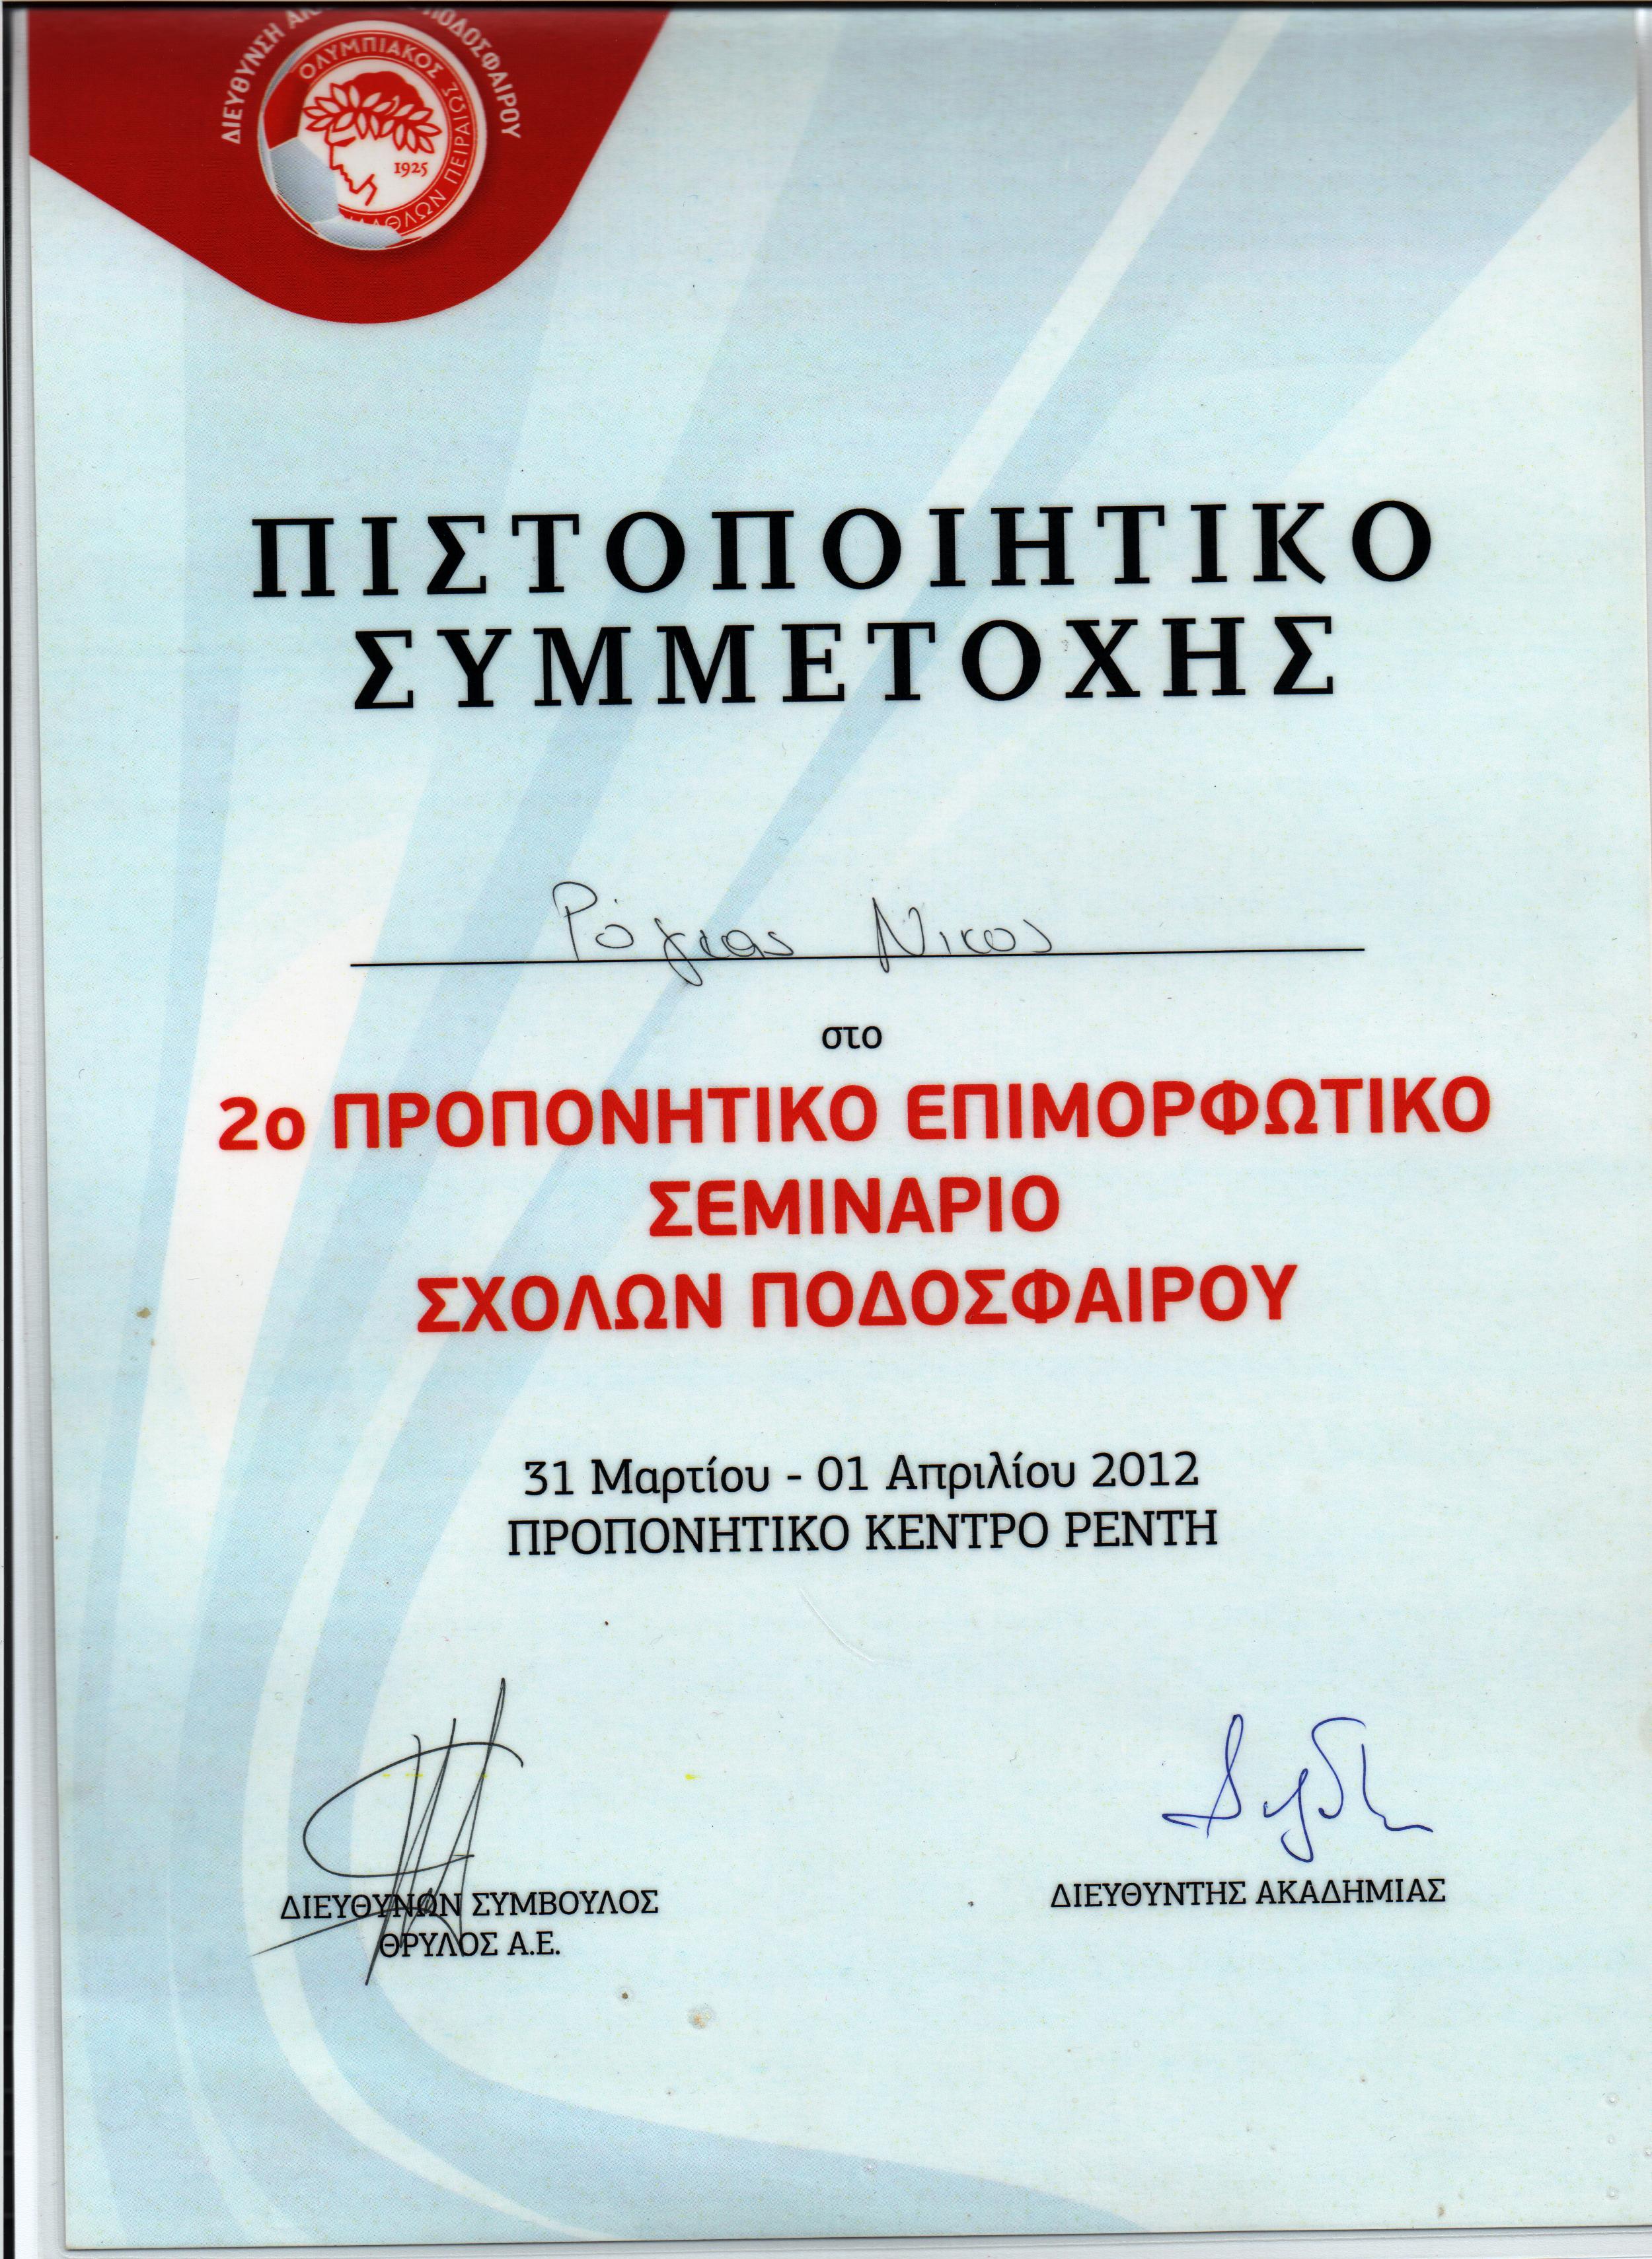 ΔΙΕΥΘΥΝΣΗ ΠΟΔΟΣΦΑΙΡΟΥ
ΟΛΥΜΠΙΑΚΟΣ ΠΕΙΡΑΙΩΣ
1925
ΠΙΣΤΟΠΟΙΗΤΙΚΟ
ΣΥΜΜΕΤΟΧΗΣ
Ρόγκας Νικος
στο
2ο ΠΡΟΠΟΝΗΤΙΚΟ ΕΠΙΜΟΡΦΩΤΙΚΟ
ΣΕΜΙΝΑΡΙΟ
ΣΧΟΛΩΝ ΠΟΔΟΣΦΑΙΡΟΥ
31 Μαρτίου - 01 Απριλίου 2012
ΠΡΟΠΟΝΗΤΙΚΟ ΚΕΝΤΡΟ ΡΕΝΤΗ
ΔΙΕΥΘΥΝΩΝ ΣΥΜΒΟΥΛΟΣ
ΘΡΥΛΟΣ Α.Ε.
ΔΙΕΥΘΥΝΤΗΣ ΑΚΑΔΗΜΙΑΣ